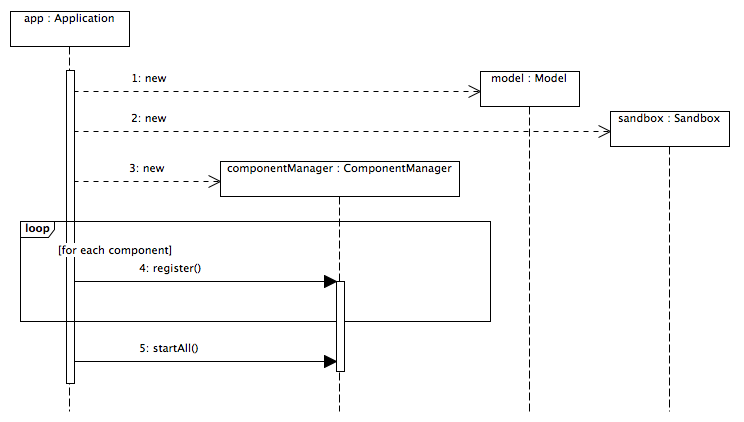 app : Application
1: new
model : Model
2: new
sandbox : Sandbox
3: new
componentManager : ComponentManager
loop
[for each component]
4: register()
5: startAll()